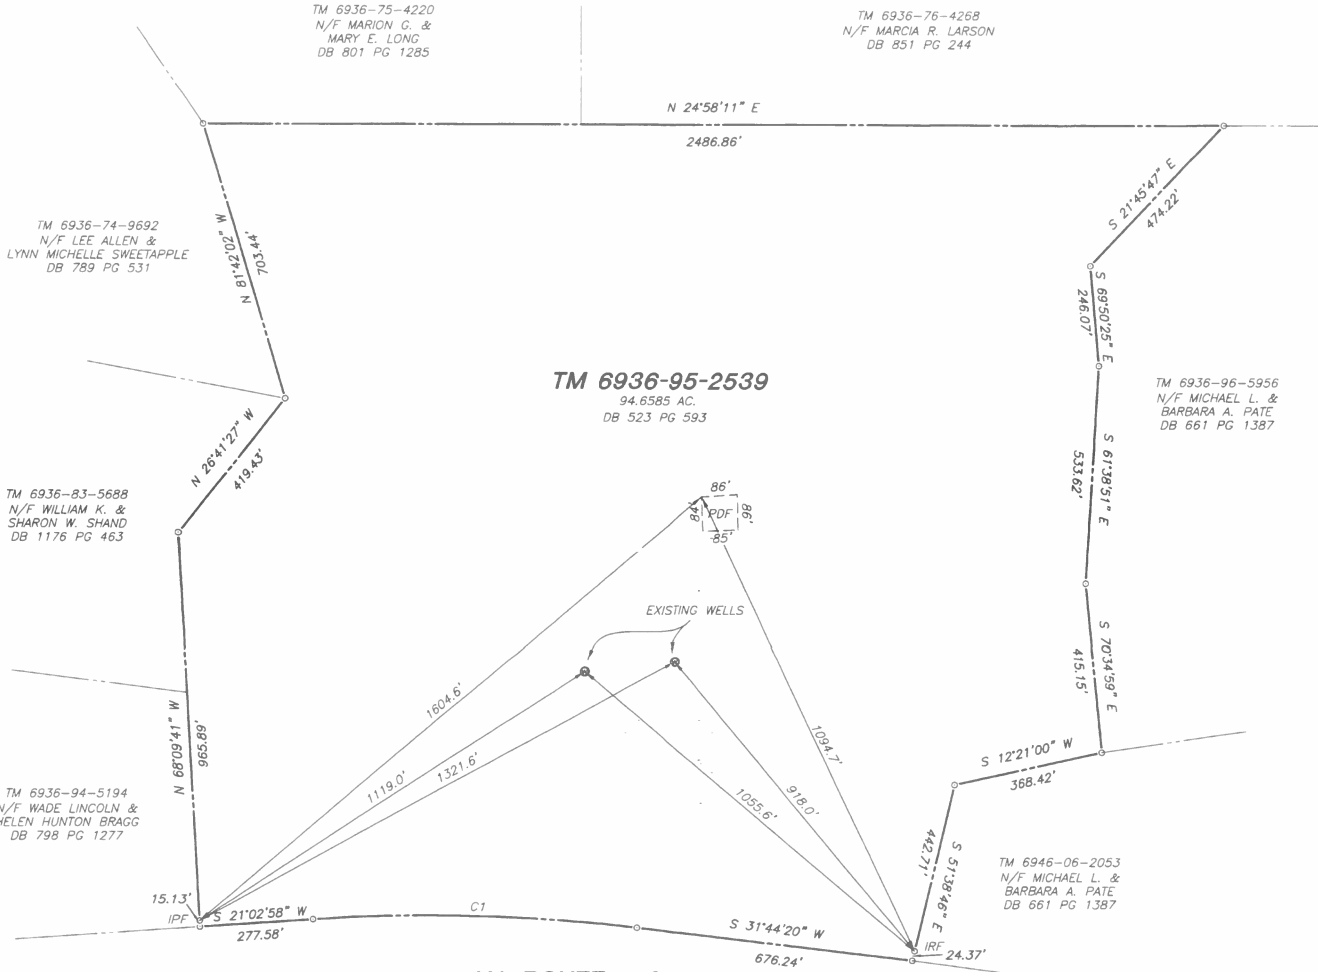 TM 6936-75-4220
N/F MARION G. &
MARY E. LONG
DB 801 PG 1285
TM 6936-76-4268
N/F MARCIA R. LARSON
DB 851 PG 244
N 24°58'11" E
2486.86'
S 21°45'47" E
474.22'
TM 6936-74-9692
N/F LEE ALLEN &
LYNN MICHELLE SWEETAPPLE
DB 789 PG 531
N 81°42'02" W
703.44'
S 69°50'25" E
246.07'
TM 6936-95-2539
94.6585 AC.
DB 523 PG 593
TM 6936-96-5956
N/F MICHAEL L. &
BARBARA A. PATE
DB 661 PG 1387
N 26°41'27" W
419.43'
S 61°38'51" E
533.62'
TM 6936-83-5688
N/F WILLIAM K. &
SHARON W. SHAND
DB 1176 PG 463
86'
84'
PDF
86'
85'
EXISTING WELLS
S 70°34'59" E
415.15'
1604.6'
1094.7'
N 68°09'41" W
965.89'
1119.0'
1321.6'
1055.6'
918.0'
S 12°21'00" W
368.42'
TM 6936-94-5194
N/F WADE LINCOLN &
HELEN HUNTON BRAGG
DB 798 PG 1277
S 51°38'46" E
442.71'
TM 6946-06-2053
N/F MICHAEL L. &
BARBARA A. PATE
DB 661 PG 1387
15.13'
IPF
S 21°02'58" W
277.58'
C1
S 31°44'20" W
676.24'
IRF
24.37'